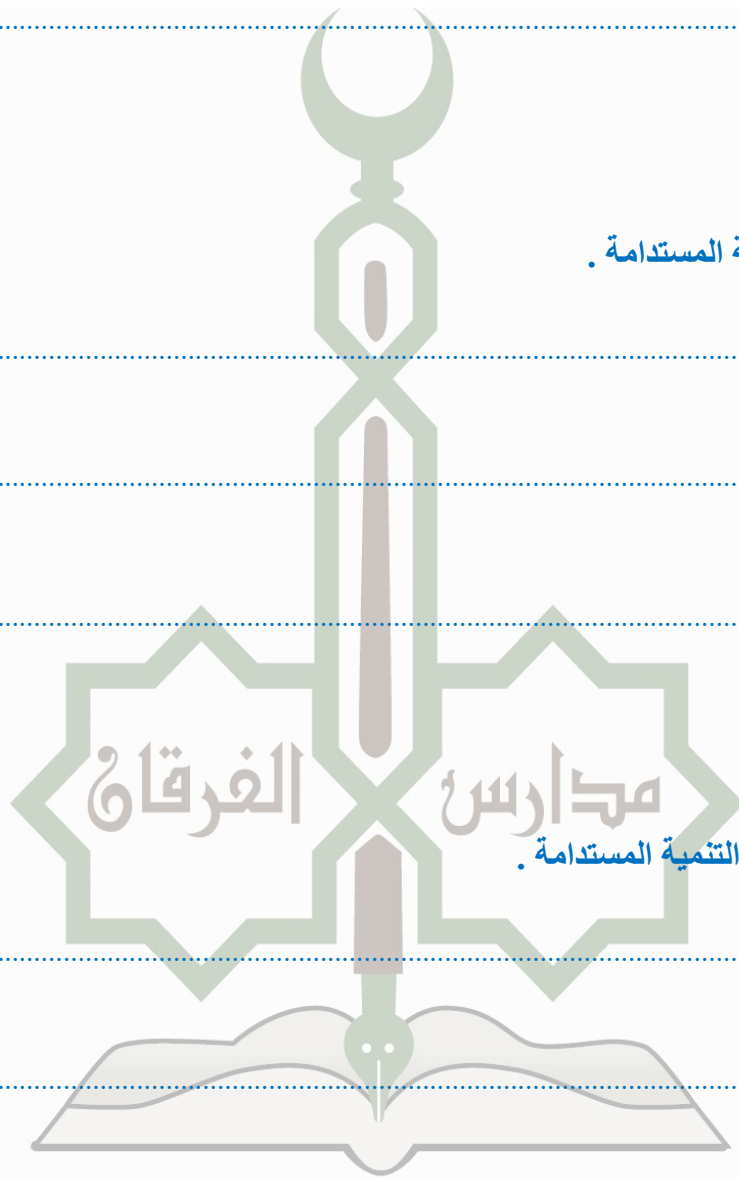 المستدامة .
مدارس الفرقان
التنمية المستدامة .